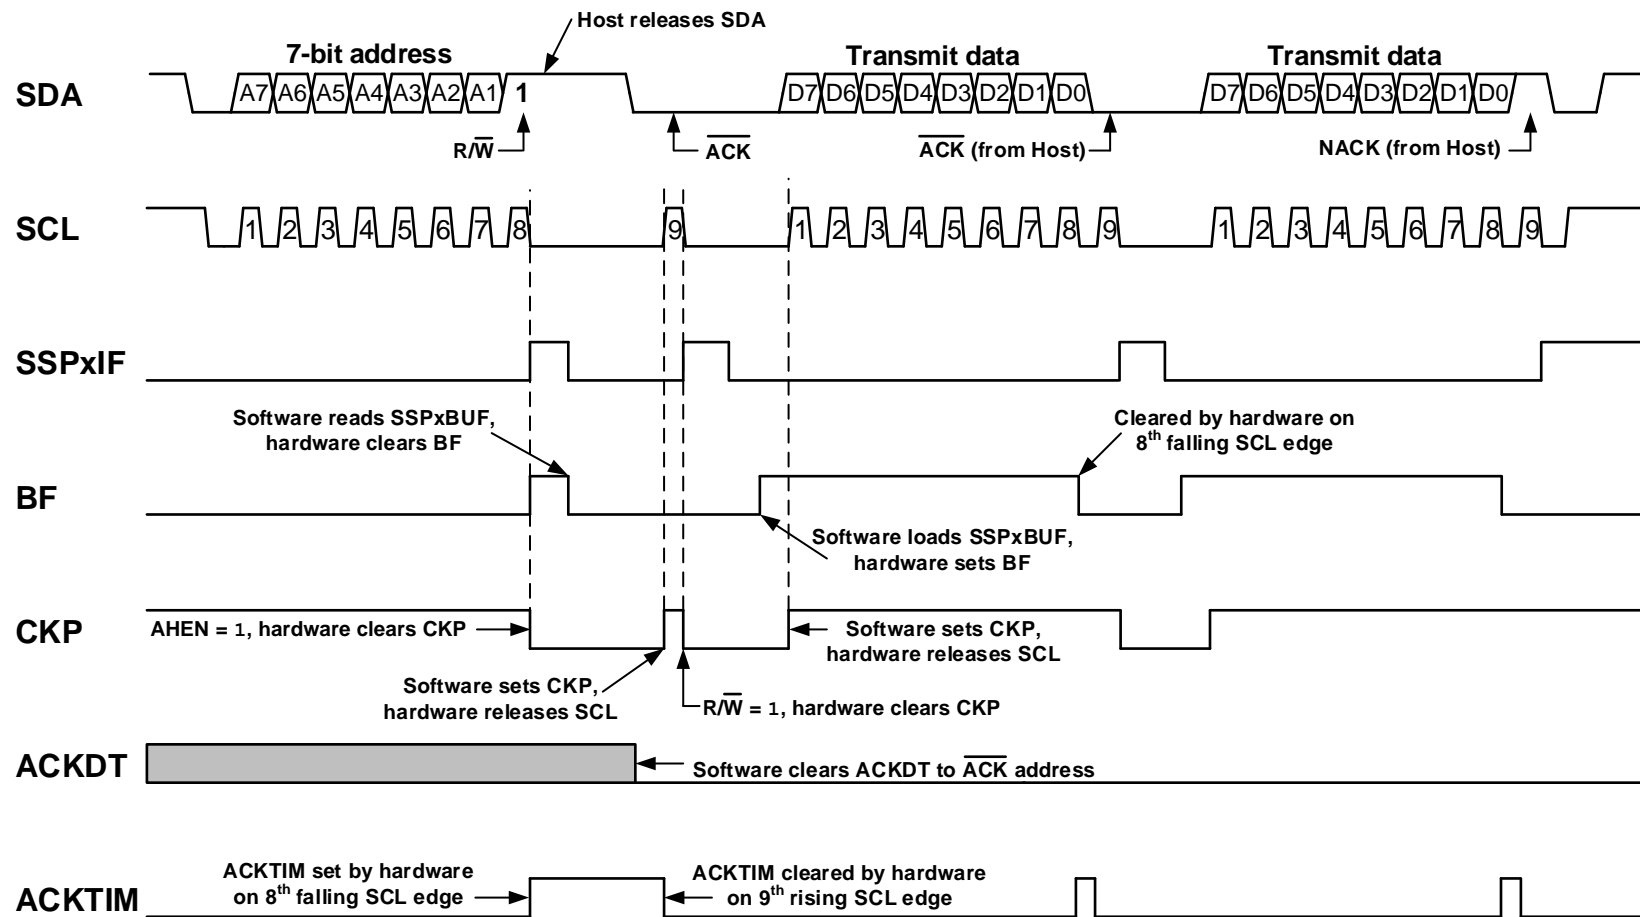 Host releases SDA
7-bit address
Transmit data
Transmit data
SDA
A7 A6 A5 A4 A3 A2 A1 1
D7 D6 D5 D4 D3 D2 D1 D0
D7 D6 D5 D4 D3 D2 D1 D0
R/W̅
A̅C̅K̅
A̅C̅K̅ (from Host)
NACK (from Host)
SCL
1 2 3 4 5 6 7 8 9
1 2 3 4 5 6 7 8 9
1 2 3 4 5 6 7 8 9
SSPxIF
Software reads SSPxBUF,
hardware clears BF
Cleared by hardware on
8th falling SCL edge
BF
Software loads SSPxBUF,
hardware sets BF
CKP
AHEN = 1, hardware clears CKP
Software sets CKP,
hardware releases SCL
Software sets CKP,
hardware releases SCL
R/W̅ = 1, hardware clears CKP
ACKDT
Software clears ACKDT to A̅C̅K̅ address
ACKTIM
ACKTIM set by hardware
on 8th falling SCL edge
ACKTIM cleared by hardware
on 9th rising SCL edge